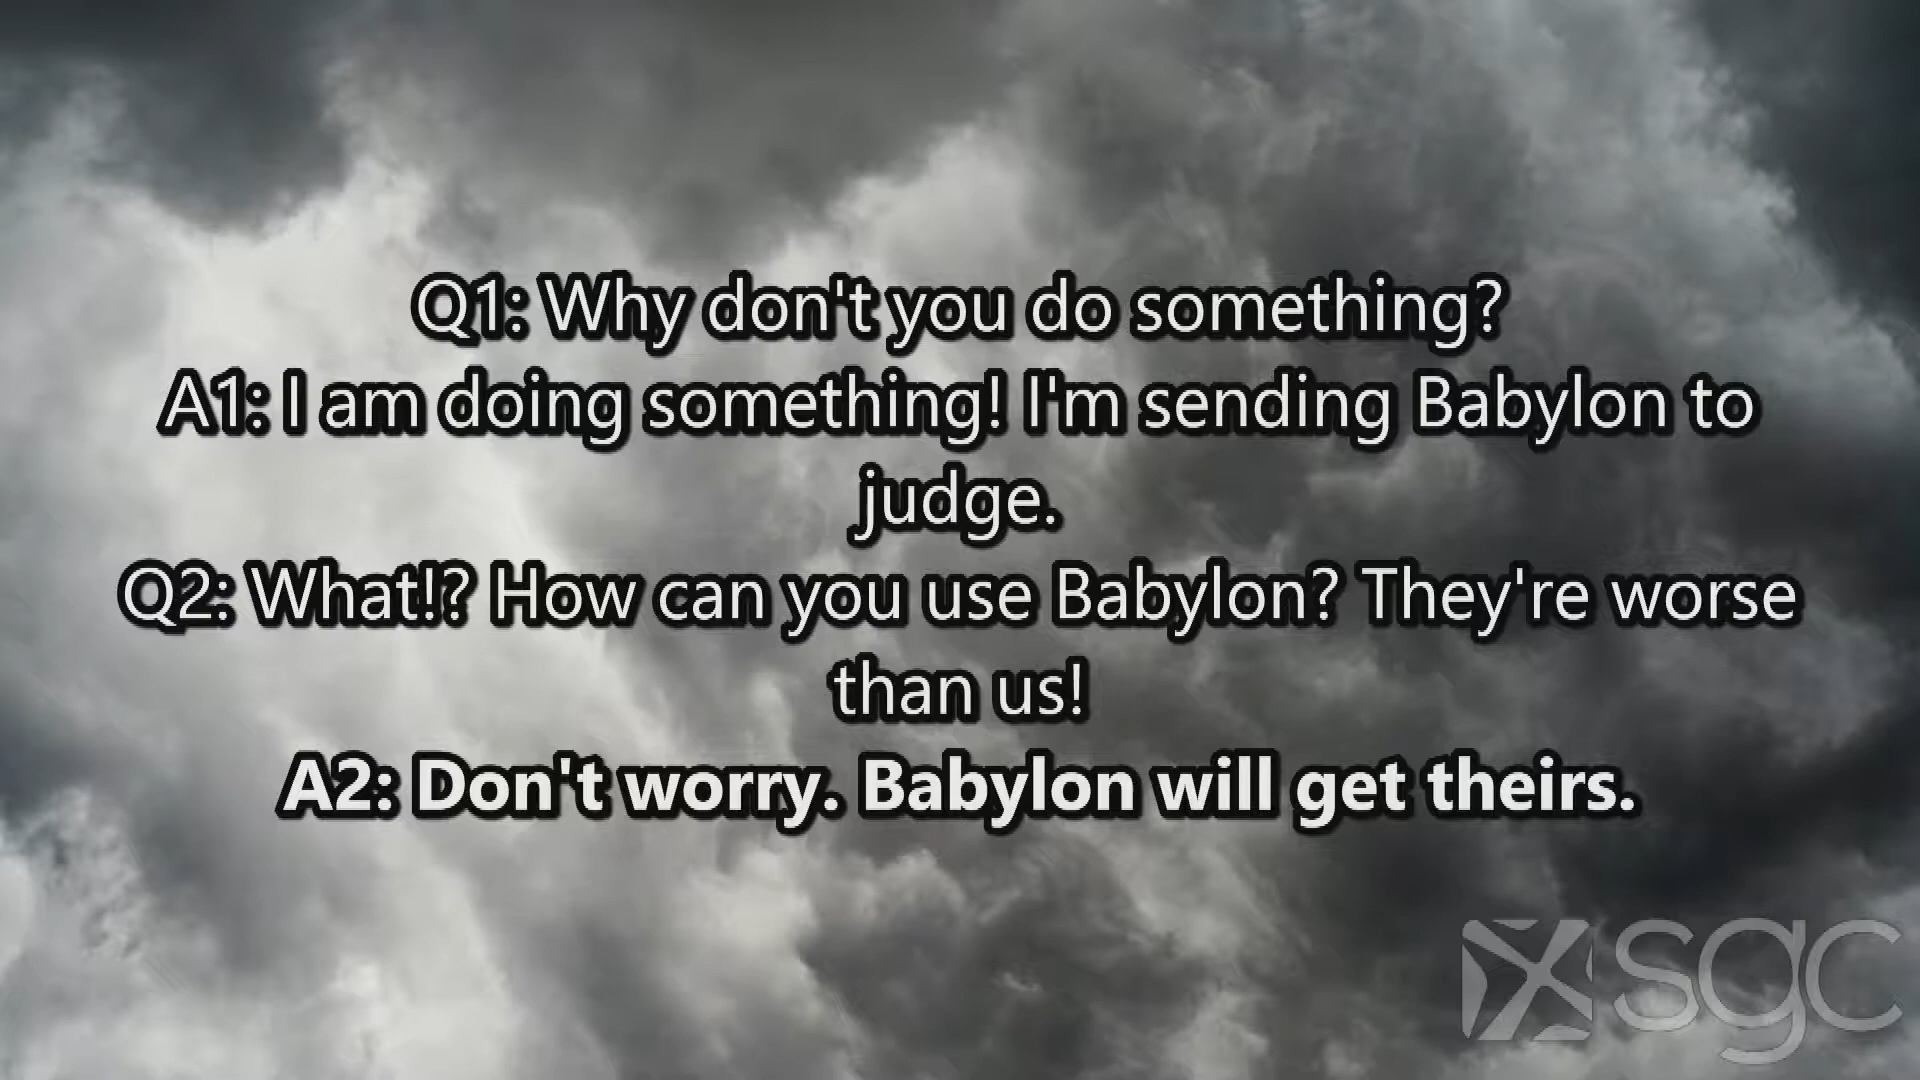 Q1: Why don't you do something?
A1: I am doing something! I'm sending Babylon to
judge.
Q2: What!? How can you use Babylon? They're worse
than us!
A2: Don't worry. Babylon will get theirs.
sgc